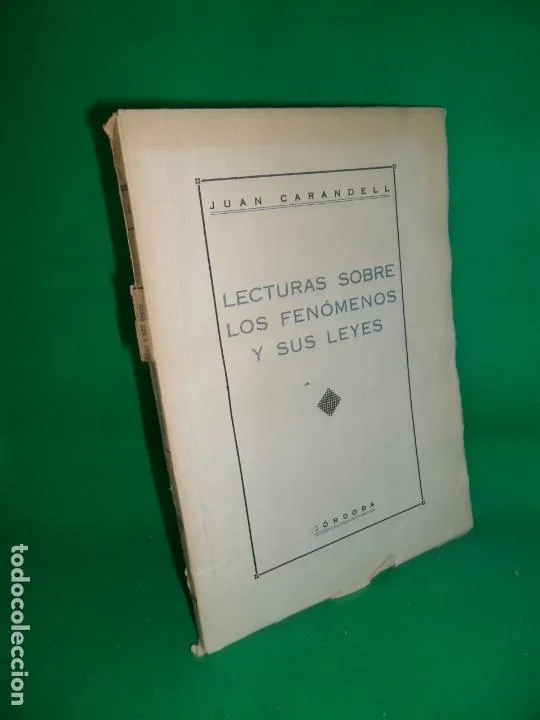 JUAN CARANDELL
LECTURAS SOBRE
LOS FENÓMENOS
Y SUS LEYES
CÓRDOBA
todocoleccion